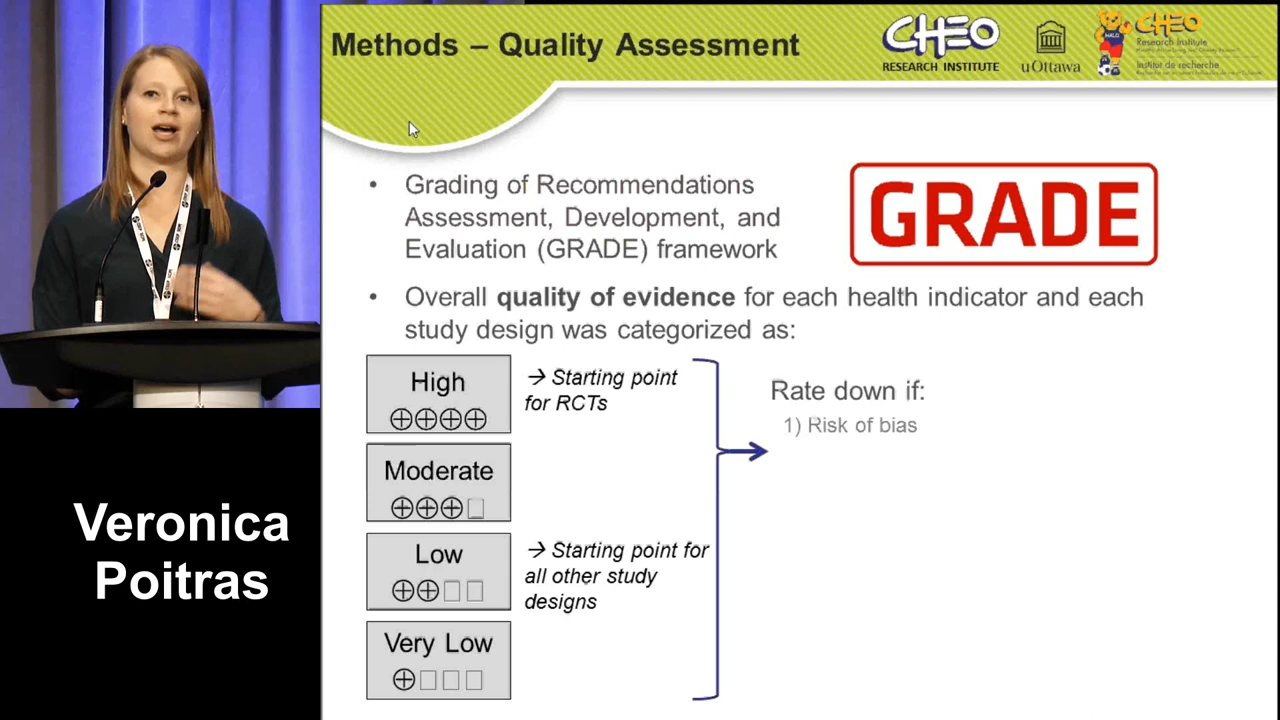 Methods – Quality Assessment
CHEO
RESEARCH INSTITUTE
uOttawa
CHEO
Research Institute
Institut de recherche
• Grading of Recommendations
Assessment, Development, and
Evaluation (GRADE) framework
GRADE
• Overall quality of evidence for each health indicator and each
study design was categorized as:
High
→ Starting point
for RCTs
Moderate
Low
→ Starting point for
all other study
designs
Very Low
Rate down if:
1) Risk of bias
Veronica
Poitras